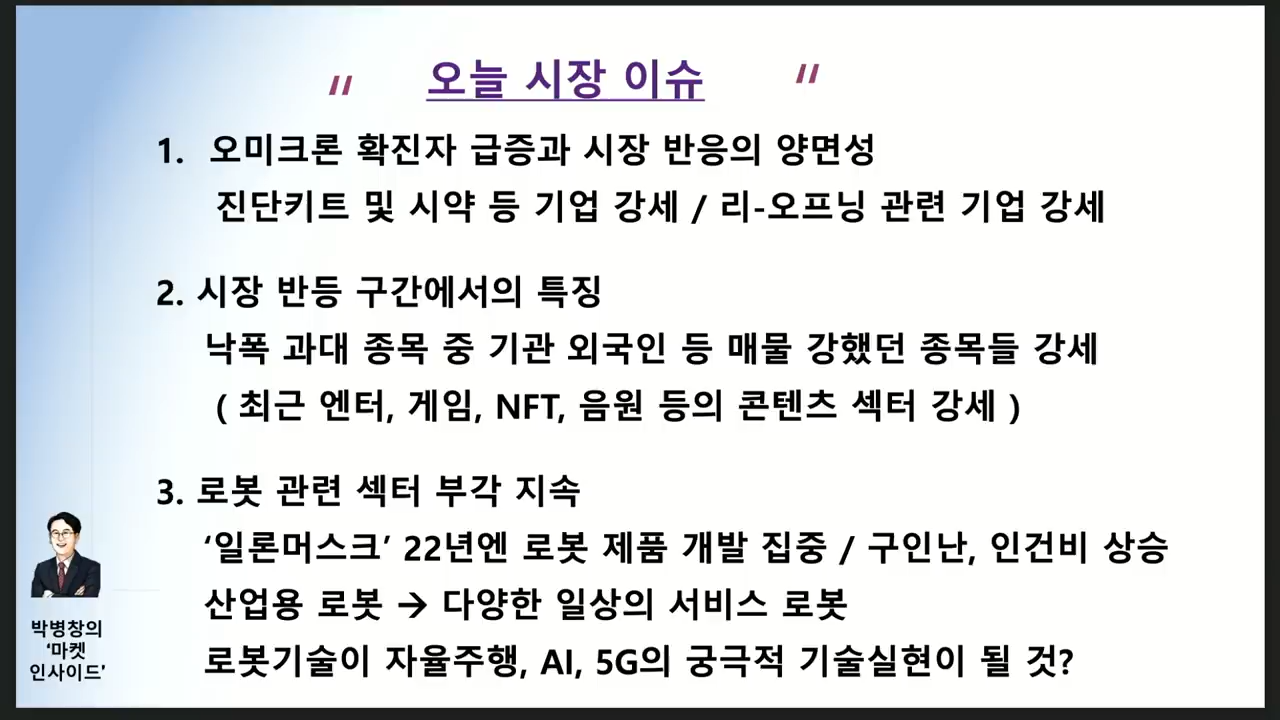 〃 오늘 시장 이슈 〃
1. 오미크론 확진자 급증과 시장 반응의 양면성
진단키트 및 시약 등 기업 강세 / 리-오프닝 관련 기업 강세
2. 시장 반등 구간에서의 특징
낙폭 과대 종목 중 기관 외국인 등 매물 강했던 종목들 강세
( 최근 엔터, 게임, NFT, 음원 등의 콘텐츠 섹터 강세 )
3. 로봇 관련 섹터 부각 지속
‘일론머스크’ 22년엔 로봇 제품 개발 집중 / 구인난, 인건비 상승
산업용 로봇 → 다양한 일상의 서비스 로봇
로봇기술이 자율주행, AI, 5G의 궁극적 기술실현이 될 것?
박병창의
‘마켓
인사이드’